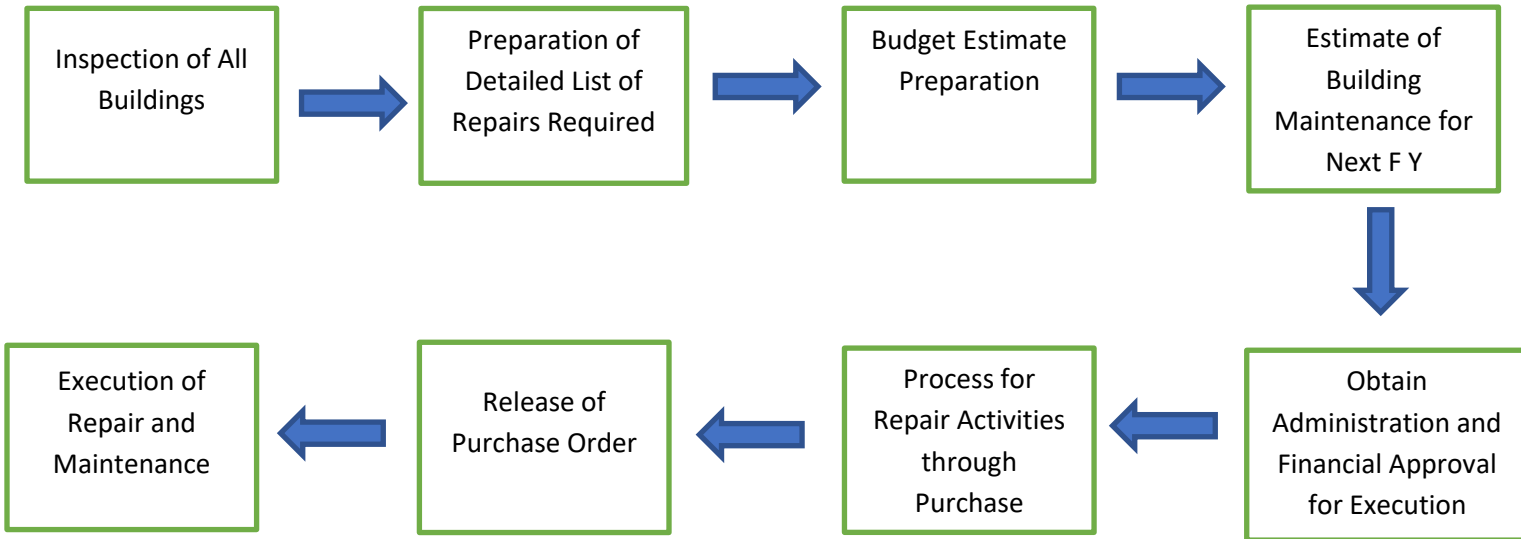 Inspection of All
Buildings
Preparation of
Detailed List of
Repairs Required
Budget Estimate
Preparation
Estimate of
Building
Maintenance for
Next F Y
Obtain
Administration and
Financial Approval
for Execution
Process for
Repair Activities
through
Purchase
Release of
Purchase Order
Execution of
Repair and
Maintenance